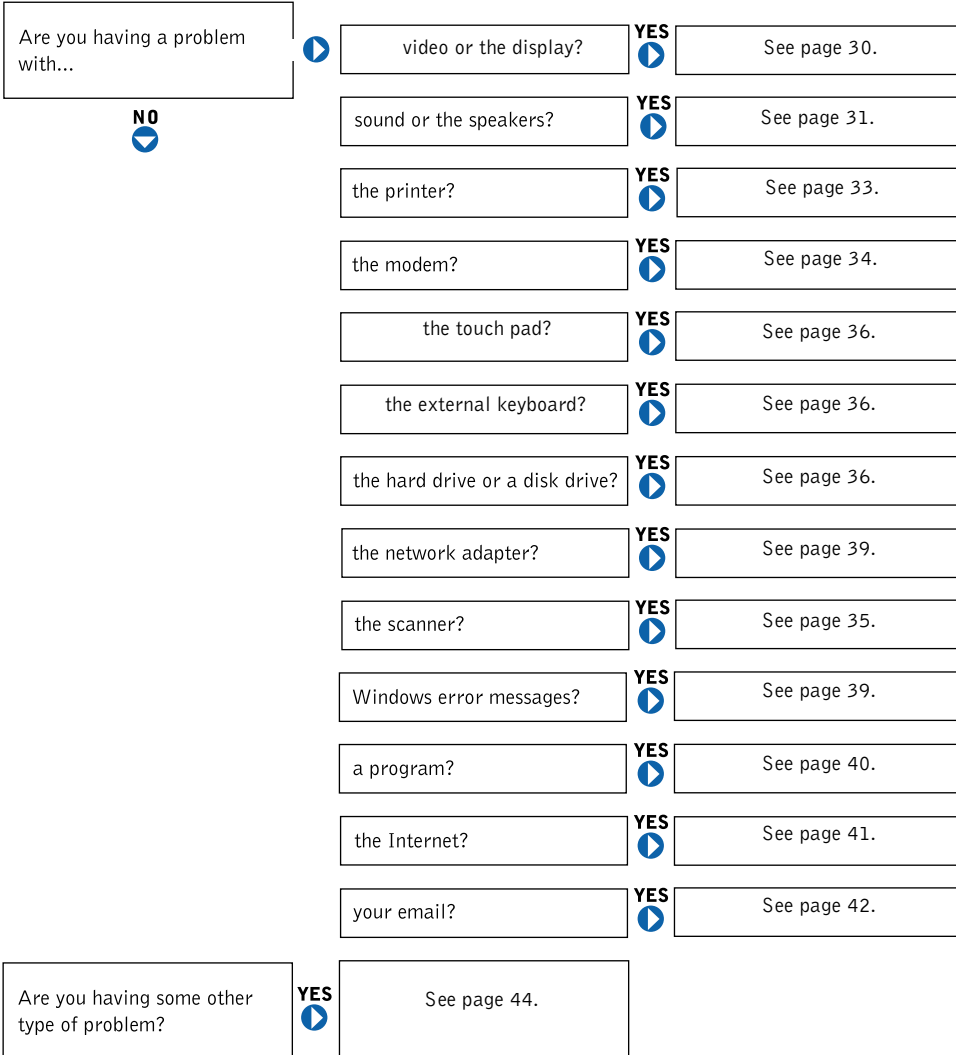 Are you having a problem
with...
NO
video or the display?
YES
See page 30.
sound or the speakers?
YES
See page 31.
the printer?
YES
See page 33.
the modem?
YES
See page 34.
the touch pad?
YES
See page 36.
the external keyboard?
YES
See page 36.
the hard drive or a disk drive?
YES
See page 36.
the network adapter?
YES
See page 39.
the scanner?
YES
See page 35.
Windows error messages?
YES
See page 39.
a program?
YES
See page 40.
the Internet?
YES
See page 41.
your email?
YES
See page 42.
Are you having some other
type of problem?
YES
See page 44.